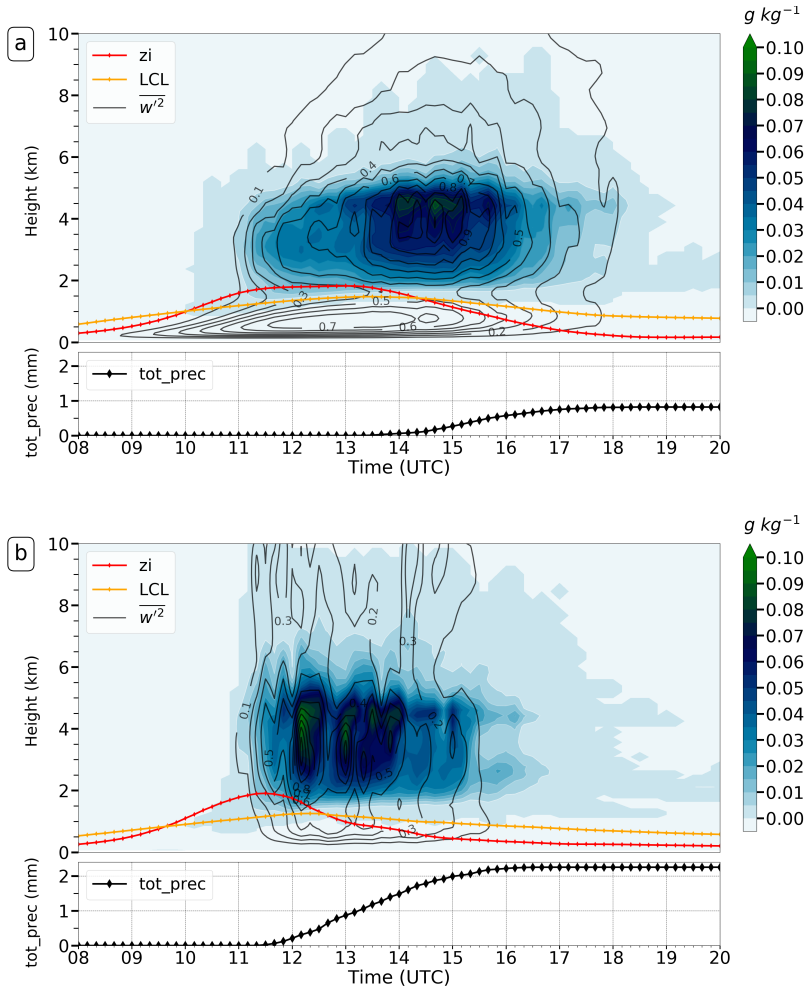 g kg⁻¹
a
zi
LCL
w′²
10
8
6
4
2
0
Height (km)
0.1
0.4
0.6
0.8
0.5
0.3
0.5
0.7
0.6
0.2
0.10
0.09
0.08
0.07
0.06
0.05
0.04
0.03
0.02
0.01
0.00
tot_prec
2
1
0
tot_prec (mm)
08 09 10 11 12 13 14 15 16 17 18 19 20
Time (UTC)
g kg⁻¹
b
zi
LCL
w′²
10
8
6
4
2
0
Height (km)
0.3
0.2
0.3
0.1
0.5
0.5
0.10
0.09
0.08
0.07
0.06
0.05
0.04
0.03
0.02
0.01
0.00
tot_prec
2
1
0
tot_prec (mm)
08 09 10 11 12 13 14 15 16 17 18 19 20
Time (UTC)